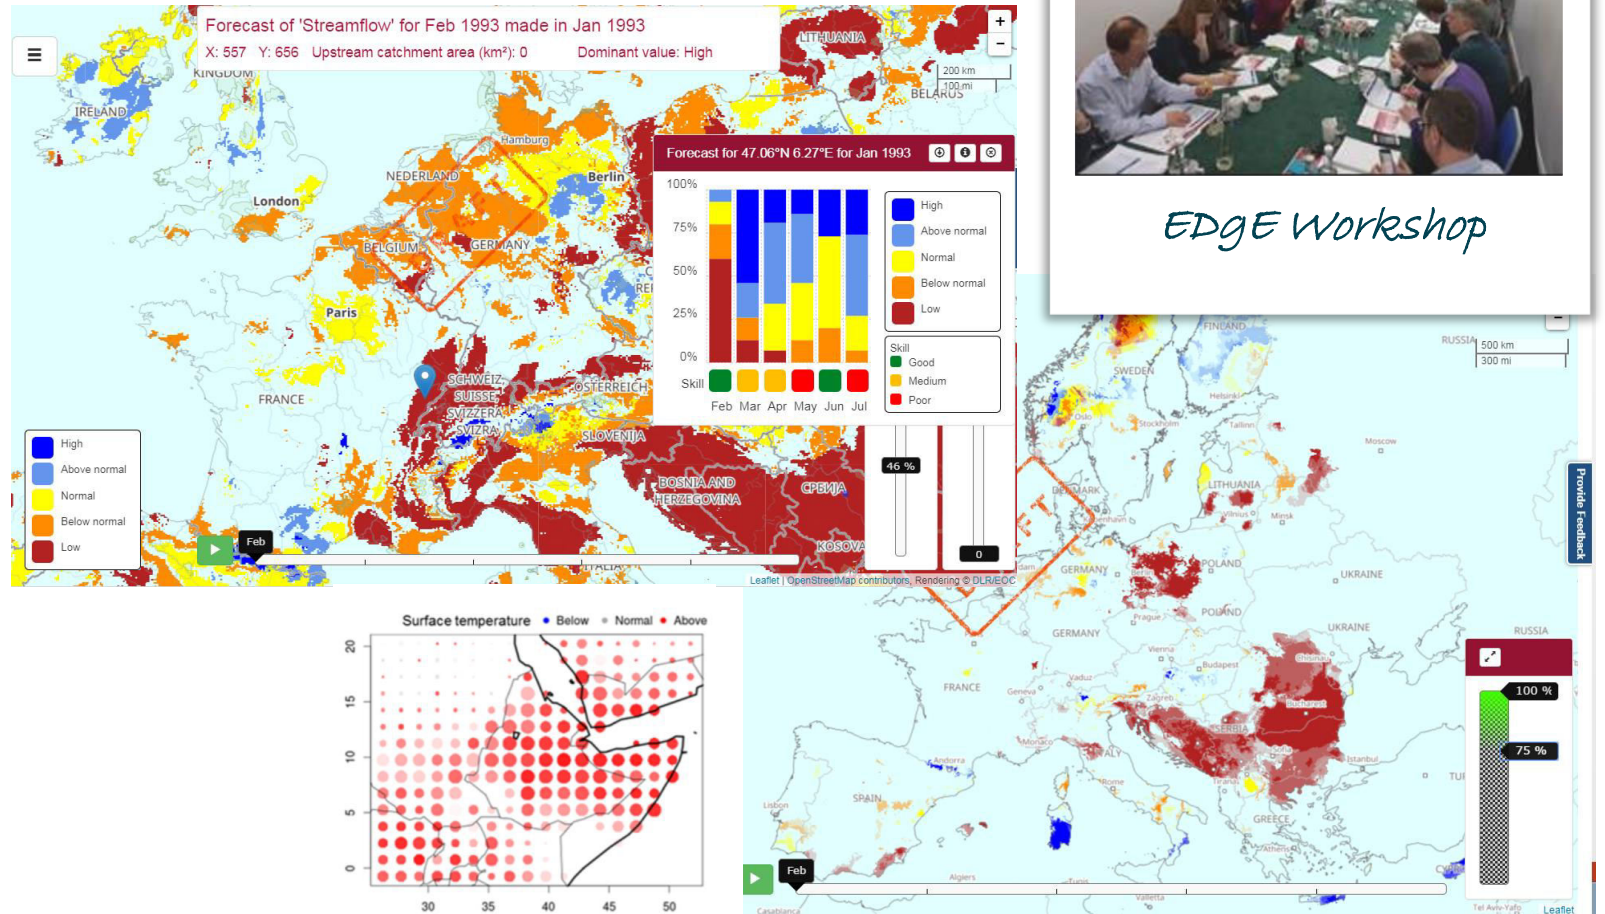 Forecast of 'Streamflow' for Feb 1993 made in Jan 1993
X: 557 Y: 656 Upstream catchment area (km²): 0 Dominant value: High
+
−
200 km
100 mi
LITHUANIA
BELARUS
KINGDOM
IRELAND
Hamburg
NEDERLAND
Berlin
London
BELGIUM
GERMANY
Paris
FRANCE
SCHWEIZ,
SUISSE,
SVIZZERA,
SVIZRA
ÖSTERREICH
SLOVENIJA
BOSNIA AND
HERZEGOVINA
СРБИЈА
KOSOVA
ITALIA
High
Above normal
Normal
Below normal
Low
Feb
Leaflet | OpenStreetMap contributors, Rendering © DLR/EOC
Forecast for 47.06°N 6.27°E for Jan 1993
100%
75%
50%
25%
0%
Skill
Feb Mar Apr May Jun Jul
High
Above normal
Normal
Below normal
Low
Skill
Good
Medium
Poor
46 %
0
EDgE Workshop
−
500 km
300 mi
RUSSIA
FINLAND
SWEDEN
Oslo
Helsinki
Stockholm
Tallinn
Moscow
DENMARK
LITHUANIA
Vilnius
Minsk
GERMANY
POLAND
UKRAINE
Prague
POLAND
GERMANY
UKRAINE
RUSSIA
Vienna
Chisinau
Budapest
FRANCE
Vaduz
Geneva
Zagreb
Bucharest
SERBIA
Monaco
ITALY
Sofia
Andorra
Istanbul
Rome
Tirana
SPAIN
Lisbon
GREECE
Athens
Algiers
Tunis
Valletta
Casablanca
Tel Aviv-Yafo
Feb
Provide Feedback
100 %
75 %
Leaflet
Surface temperature Below Normal Above
20
15
10
5
0
30 35 40 45 50